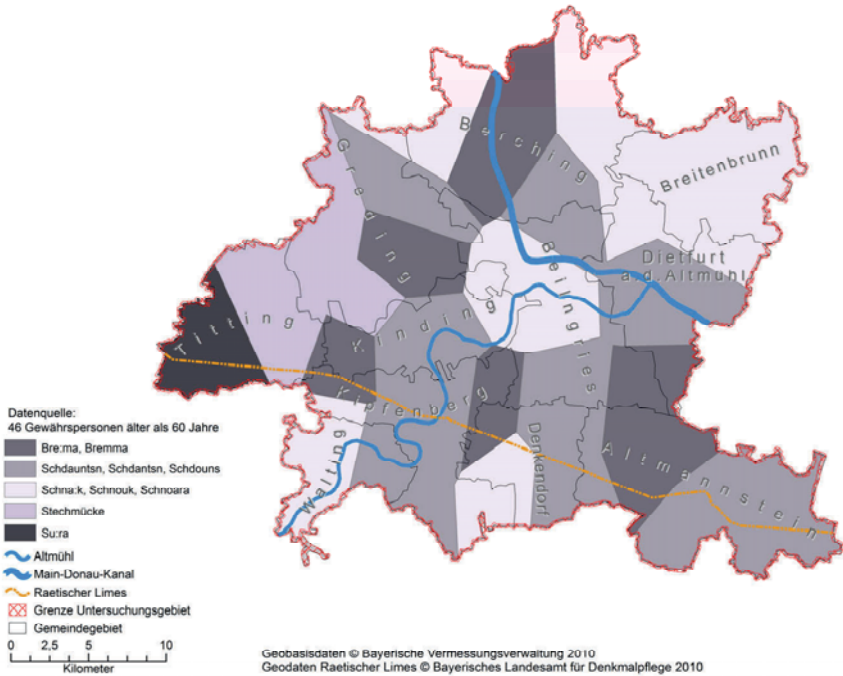 Berching
Breitenbrunn
Greding
Dietfurt
a.d.Altmühl
Beilngries
Titting
Kinding
Kipfenberg
Walting
Denkendorf
Altmannstein
Datenquelle:
46 Gewährspersonen älter als 60 Jahre
Bre:ma, Bremma
Schdauntsn, Schdantsn, Schdouns
Schna:k, Schnouk, Schnoara
Stechmücke
Su:ra
Altmühl
Main-Donau-Kanal
Raetischer Limes
Grenze Untersuchungsgebiet
Gemeindegebiet
0 2,5 5 10
Kilometer
Geobasisdaten © Bayerische Vermessungsverwaltung 2010
Geodaten Raetischer Limes © Bayerisches Landesamt für Denkmalpflege 2010